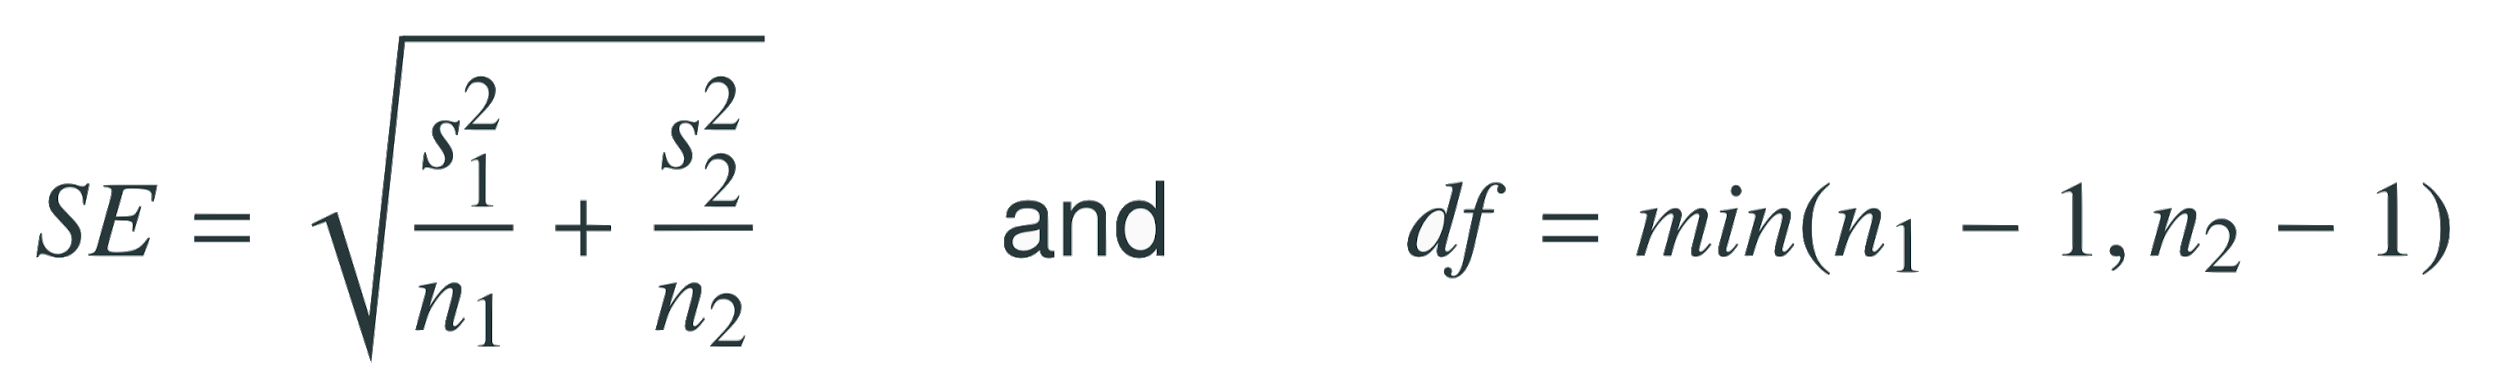 SE = √(s₁²/n₁ + s₂²/n₂) and df = min(n₁ − 1, n₂ − 1)